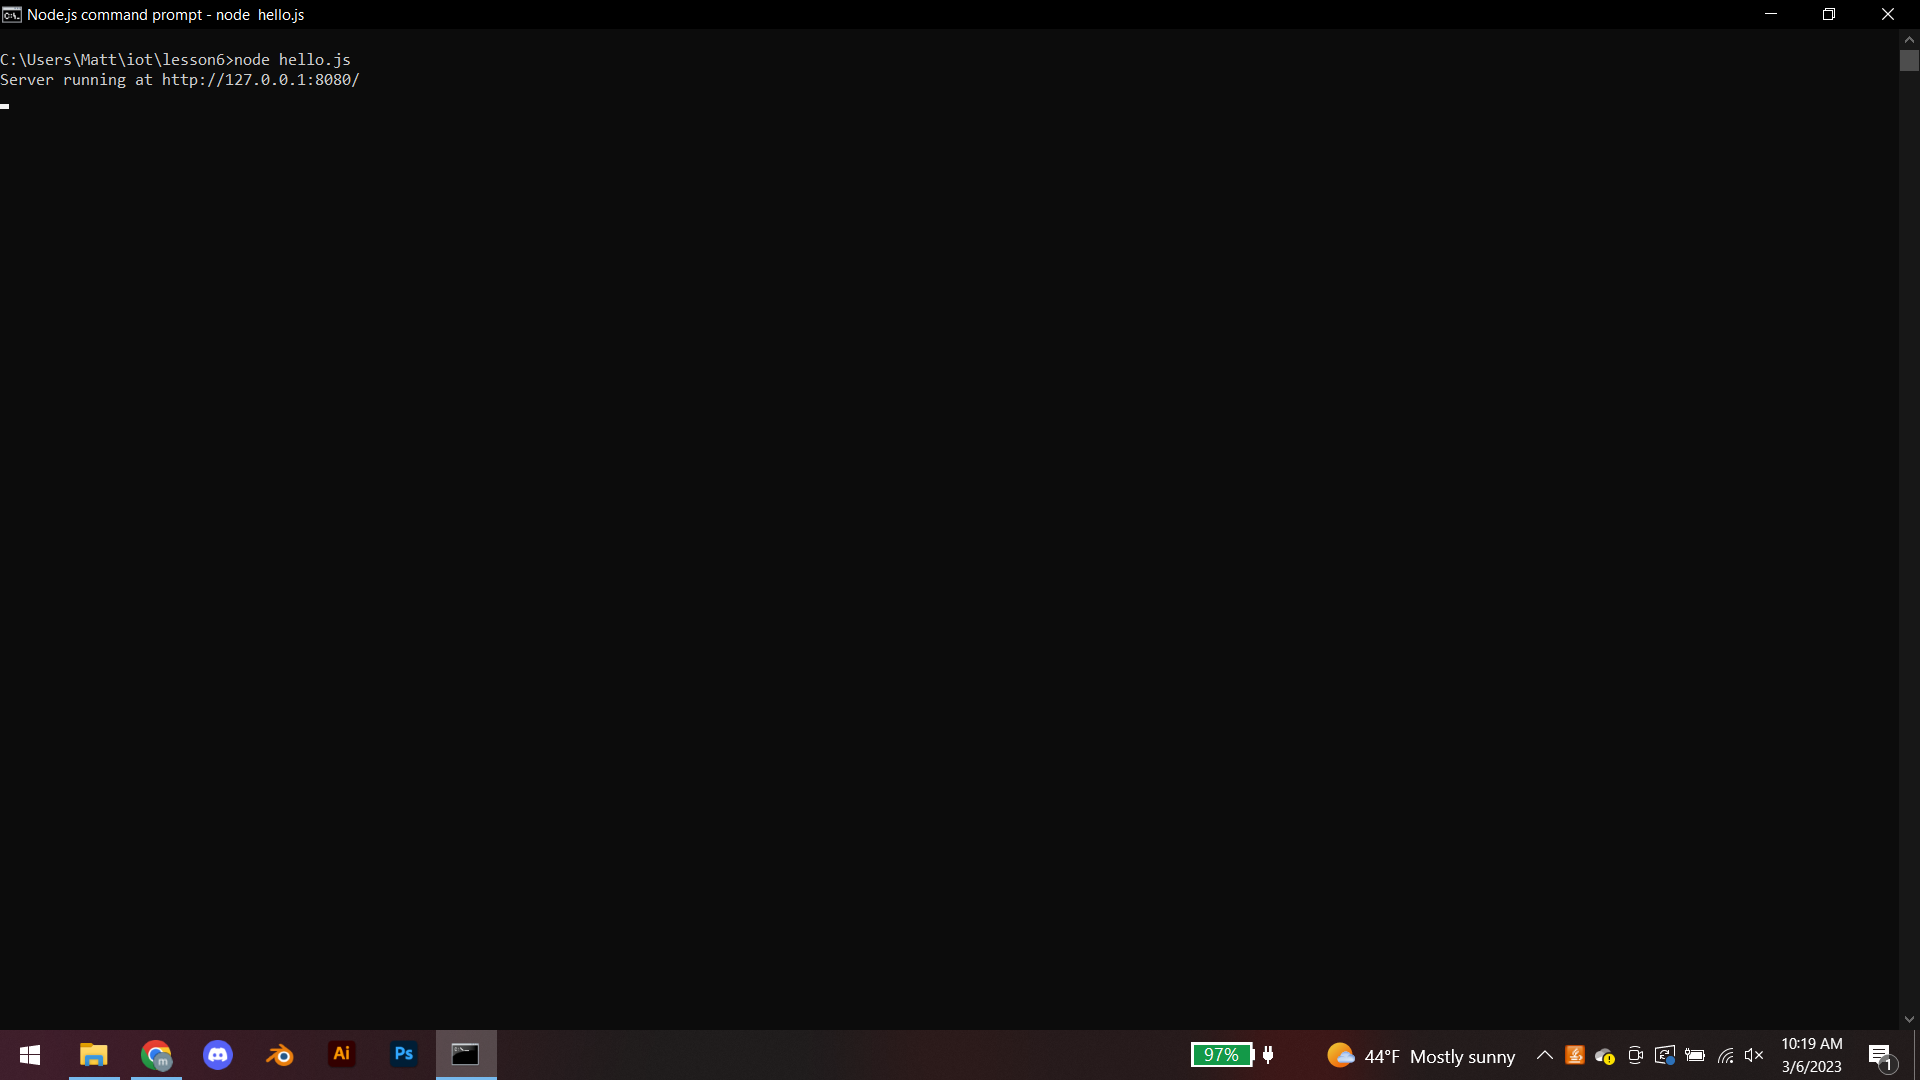 Node.js command prompt - node  hello.js
C:\Users\Matt\iot\lesson6>node hello.js
Server running at http://127.0.0.1:8080/
m
Ai
Ps
97%
44°F  Mostly sunny
10:19 AM
3/6/2023
1